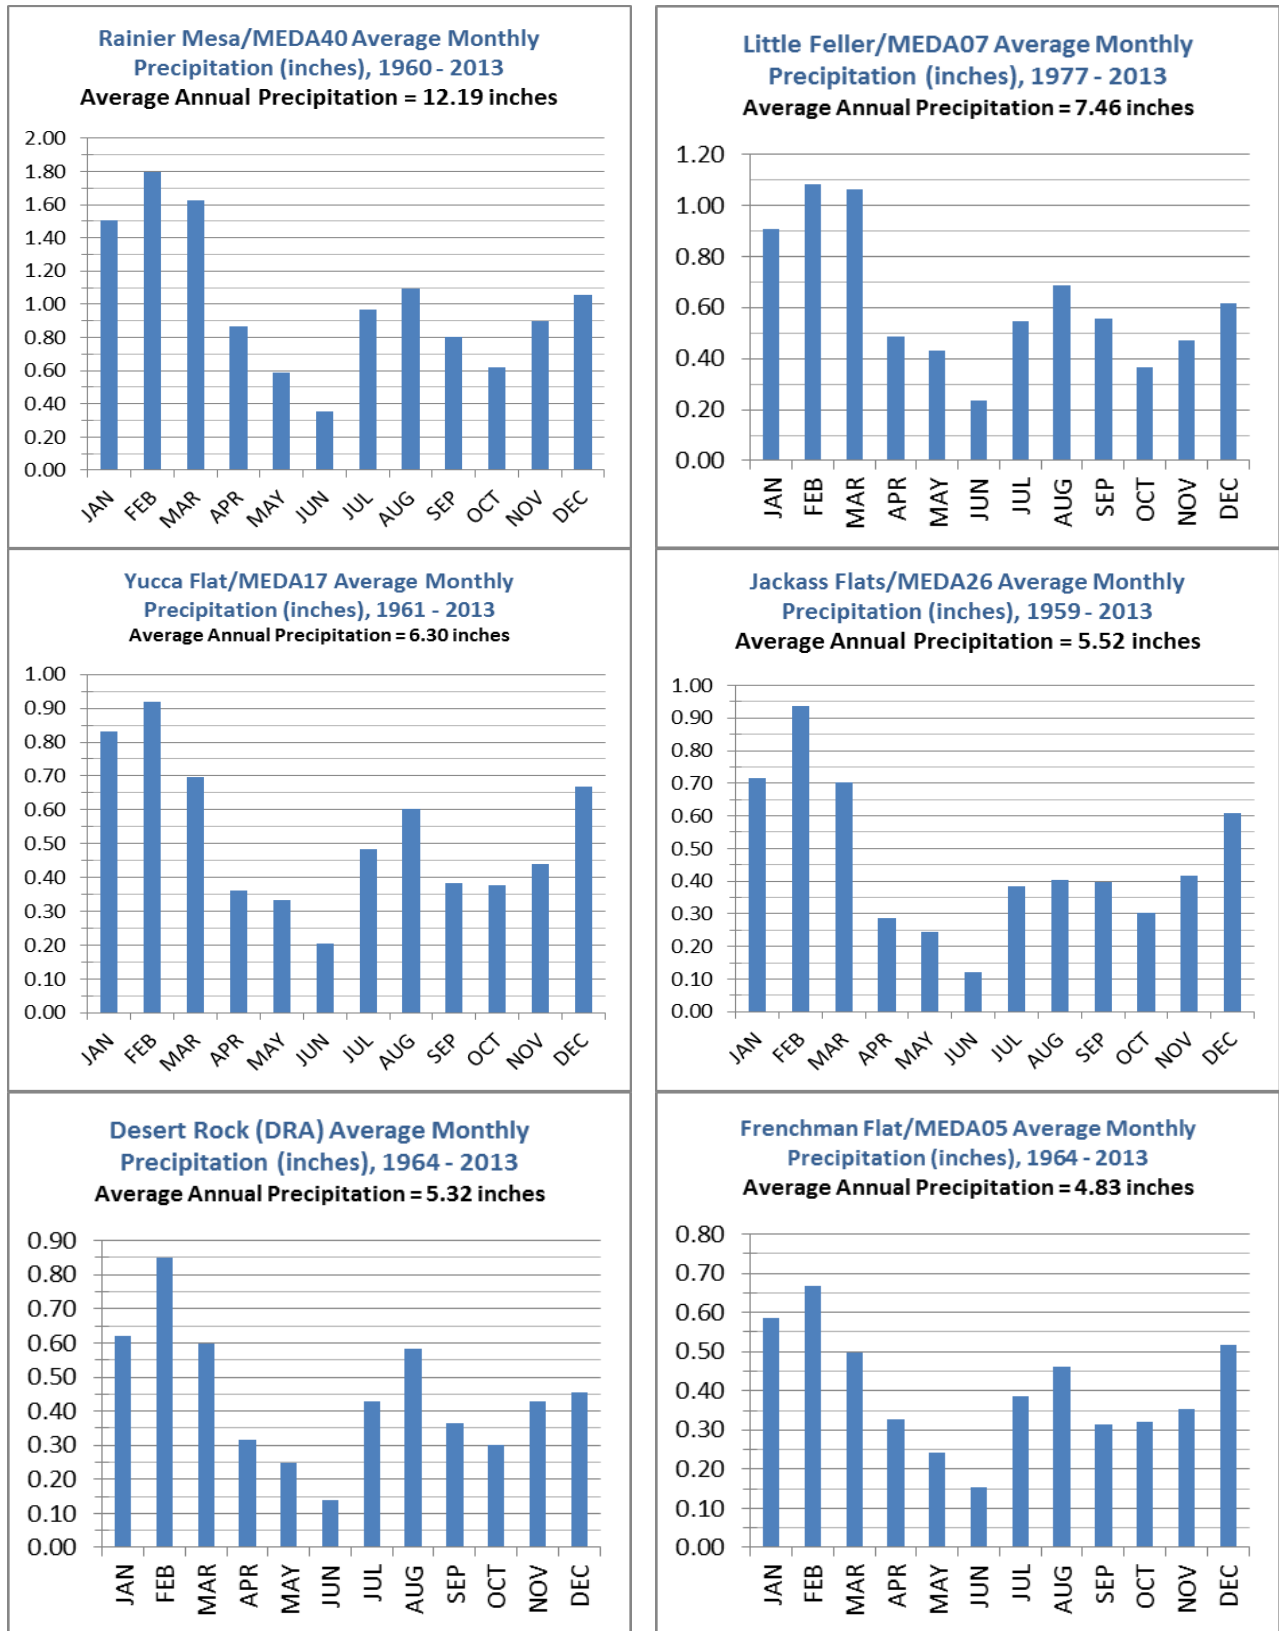 Rainier Mesa/MEDA40 Average Monthly
Precipitation (inches), 1960 - 2013
Average Annual Precipitation = 12.19 inches
2.00
1.80
1.60
1.40
1.20
1.00
0.80
0.60
0.40
0.20
0.00
JAN FEB MAR APR MAY JUN JUL AUG SEP OCT NOV DEC
Little Feller/MEDA07 Average Monthly
Precipitation (inches), 1977 - 2013
Average Annual Precipitation = 7.46 inches
1.20
1.00
0.80
0.60
0.40
0.20
0.00
JAN FEB MAR APR MAY JUN JUL AUG SEP OCT NOV DEC
Yucca Flat/MEDA17 Average Monthly
Precipitation (inches), 1961 - 2013
Average Annual Precipitation = 6.30 inches
1.00
0.90
0.80
0.70
0.60
0.50
0.40
0.30
0.20
0.10
0.00
JAN FEB MAR APR MAY JUN JUL AUG SEP OCT NOV DEC
Jackass Flats/MEDA26 Average Monthly
Precipitation (inches), 1959 - 2013
Average Annual Precipitation = 5.52 inches
1.00
0.90
0.80
0.70
0.60
0.50
0.40
0.30
0.20
0.10
0.00
JAN FEB MAR APR MAY JUN JUL AUG SEP OCT NOV DEC
Desert Rock (DRA) Average Monthly
Precipitation (inches), 1964 - 2013
Average Annual Precipitation = 5.32 inches
0.90
0.80
0.70
0.60
0.50
0.40
0.30
0.20
0.10
0.00
JAN FEB MAR APR MAY JUN JUL AUG SEP OCT NOV DEC
Frenchman Flat/MEDA05 Average Monthly
Precipitation (inches), 1964 - 2013
Average Annual Precipitation = 4.83 inches
0.80
0.70
0.60
0.50
0.40
0.30
0.20
0.10
0.00
JAN FEB MAR APR MAY JUN JUL AUG SEP OCT NOV DEC